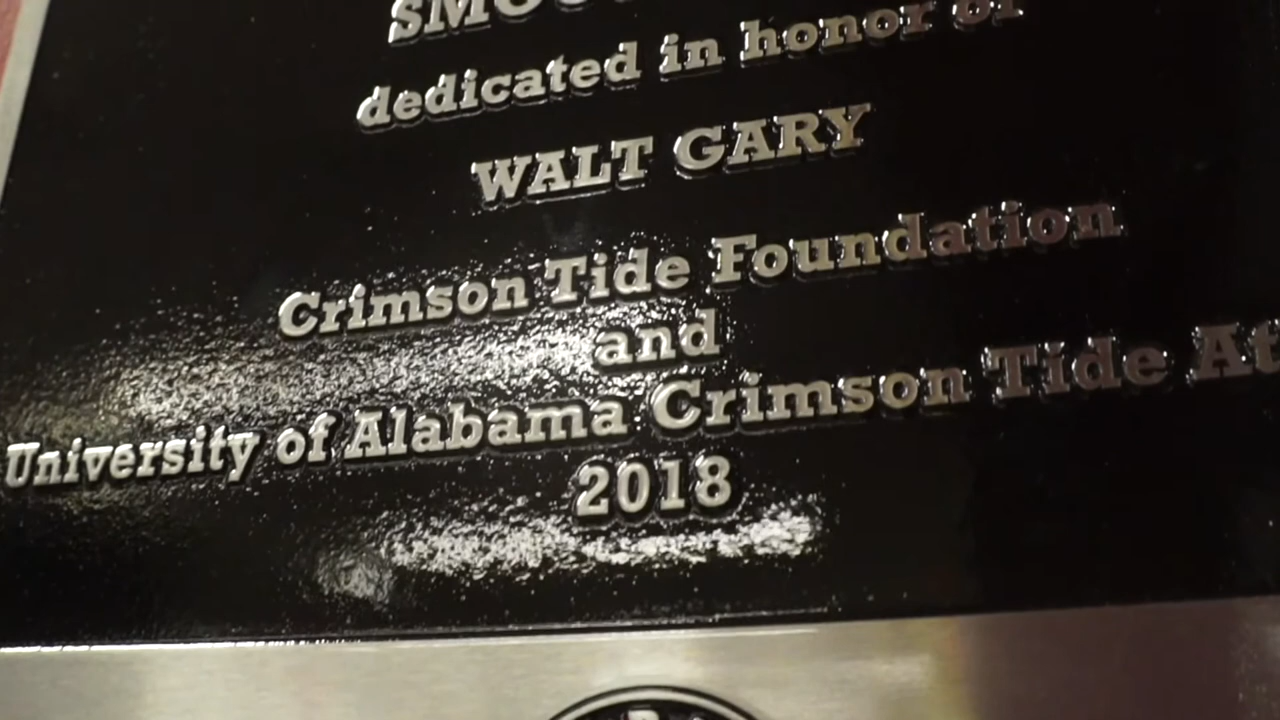 dedicated in honor of
WALT GARY
Crimson Tide Foundation
and
University of Alabama Crimson Tide
2018